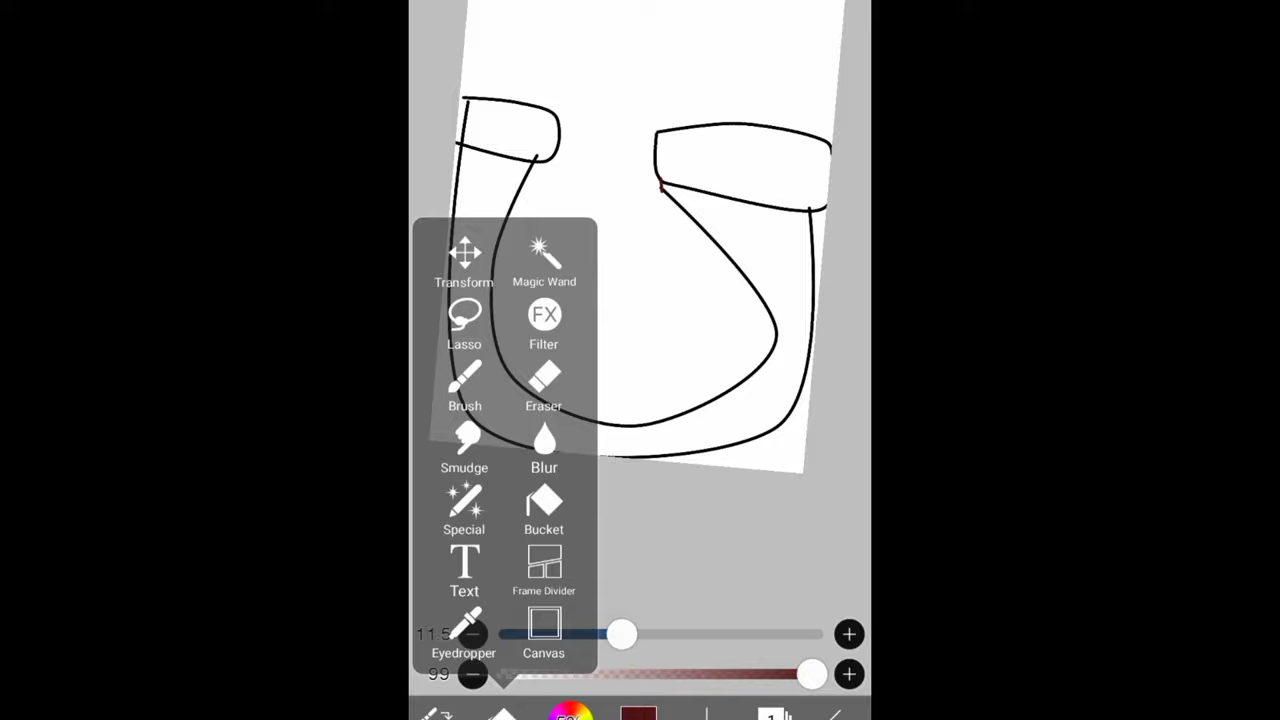 Transform Magic Wand
FX
Lasso Filter
Brush Eraser
Smudge Blur
Special Bucket
T
Text Frame Divider
11.5
Eyedropper Canvas
99
1